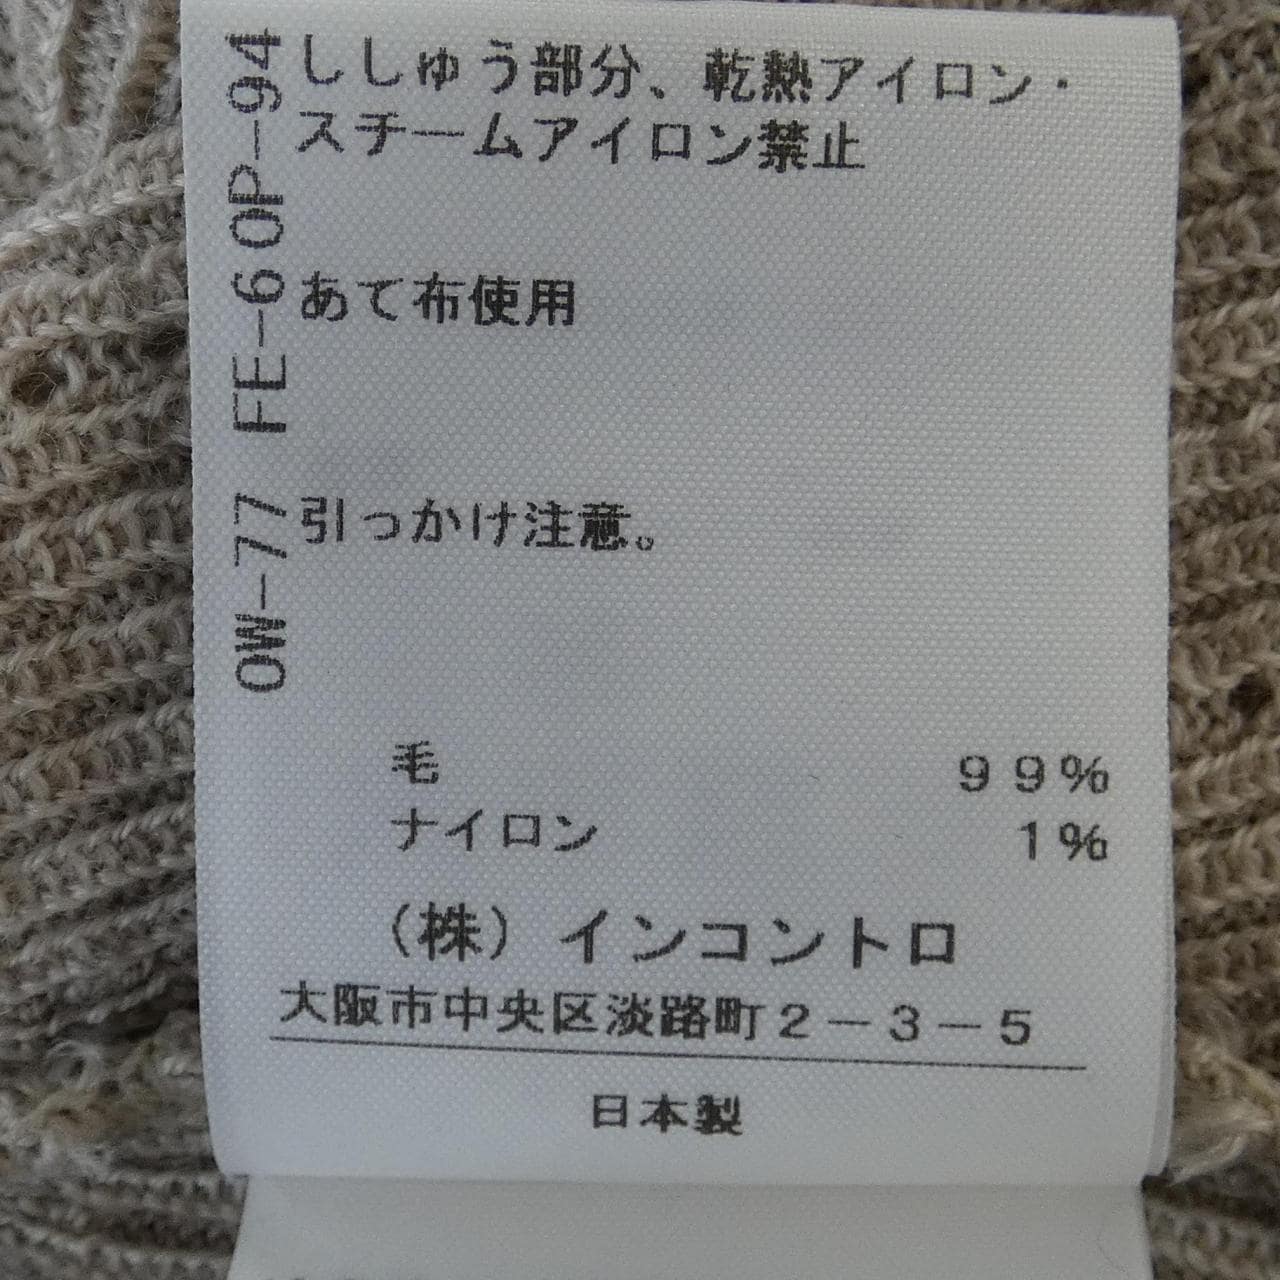 ししゅう部分、乾熱アイロン・
スチームアイロン禁止
あて布使用
引っかけ注意。
OW-77 FE-60P-94
毛 99%
ナイロン 1%
（株）インコントロ
大阪市中央区淡路町2-3-5
日本製